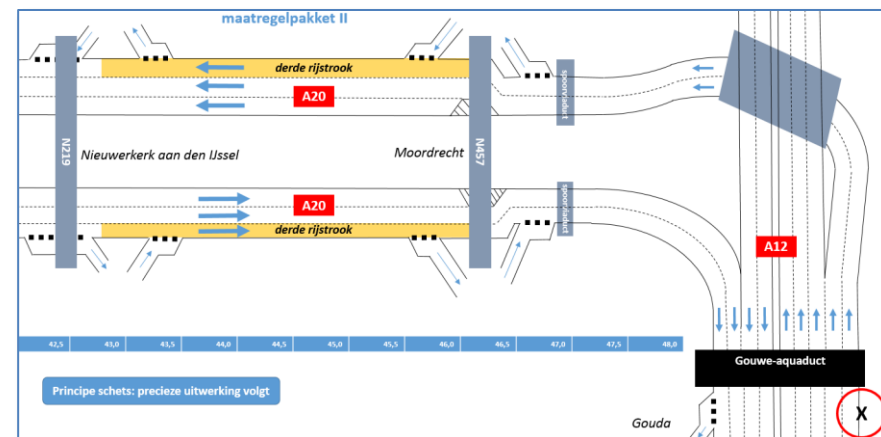 maatregelpakket II
derde rijstrook
A20
spoorviaduct
N219
Nieuwerkerk aan den IJssel
Moordrecht
N457
A20
derde rijstrook
spoorviaduct
A12
42,5 43,0 43,5 44,0 44,5 45,0 45,5 46,0 46,5 47,0 47,5 48,0
Gouwe-aquaduct
Principe schets: precieze uitwerking volgt
Gouda
X